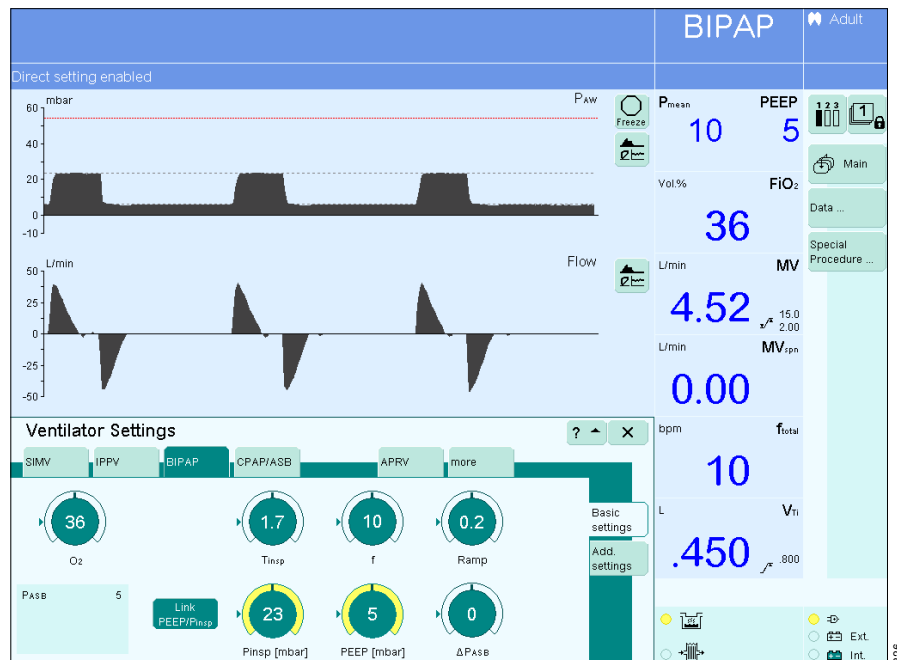 BIPAP
Adult
Direct setting enabled
mbar
PAW
60
40
20
0
-10
Freeze
L/min
Flow
50
25
0
-25
-50
Pmean PEEP
10 5
Vol.% FiO2
36
L/min MV
4.52 15.0
2.00
L/min MVspn
0.00
bpm ftotal
10
L VTi
.450 .800
1 2 3
1
Main
Data ...
Special
Procedure ...
Ventilator Settings
? X
SIMV IPPV BIPAP CPAP/ASB APRV more
36 1.7 10 0.2
O2 Tinsp f Ramp
Basic
settings
Add.
settings
PASB 5
Link
PEEP/Pinsp
23 5 0
Pinsp [mbar] PEEP [mbar] ΔPASB
Ext.
Int.